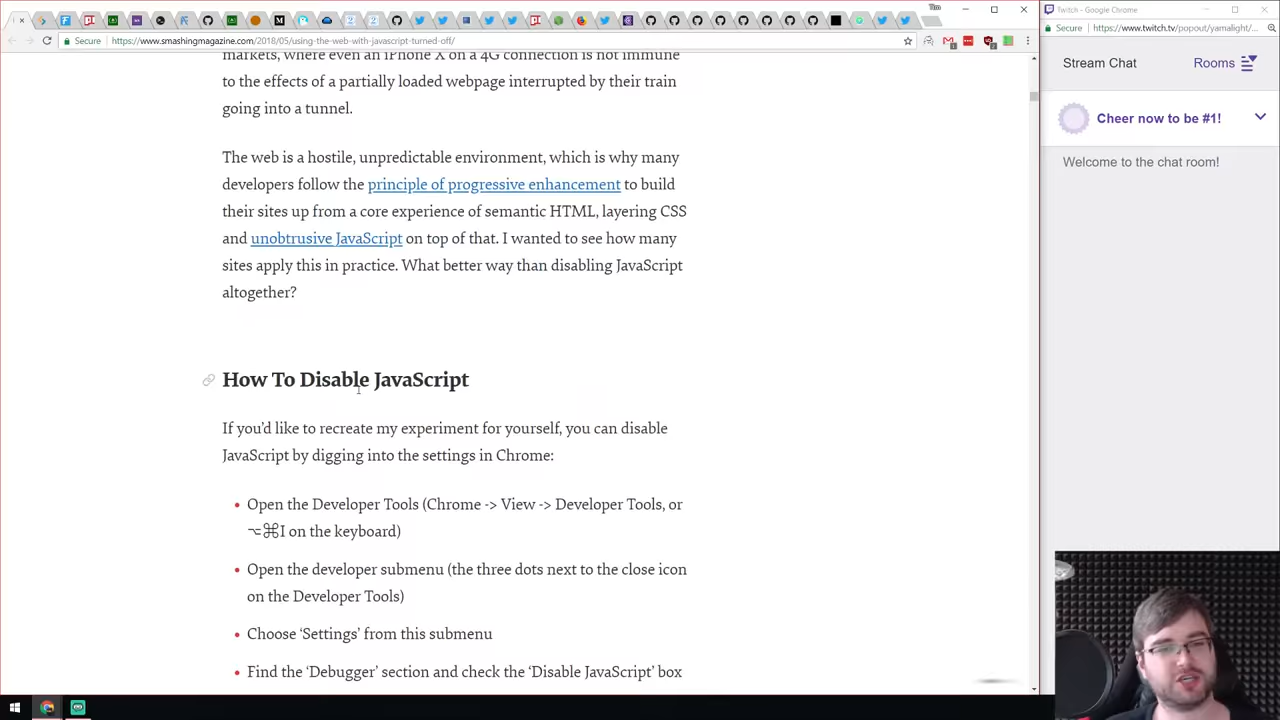 Tim
Secure
https://www.smashingmagazine.com/2018/05/using-the-web-with-javascript-turned-off/
markets, where even an iPhone X on a 4G connection is not immune
to the effects of a partially loaded webpage interrupted by their train
going into a tunnel.
The web is a hostile, unpredictable environment, which is why many
developers follow the principle of progressive enhancement to build
their sites up from a core experience of semantic HTML, layering CSS
and unobtrusive JavaScript on top of that. I wanted to see how many
sites apply this in practice. What better way than disabling JavaScript
altogether?
How To Disable JavaScript
If you’d like to recreate my experiment for yourself, you can disable
JavaScript by digging into the settings in Chrome:
• Open the Developer Tools (Chrome -> View -> Developer Tools, or
⌥⌘I on the keyboard)
• Open the developer submenu (the three dots next to the close icon
on the Developer Tools)
• Choose ‘Settings’ from this submenu
• Find the ‘Debugger’ section and check the ‘Disable JavaScript’ box
Twitch - Google Chrome
Secure
https://www.twitch.tv/popout/yamalight/...
Stream Chat
Rooms
Cheer now to be #1!
Welcome to the chat room!